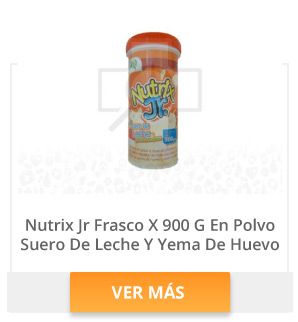 Nutrix
Jr.
Nutrix Jr Frasco X 900 G En Polvo
Suero De Leche Y Yema De Huevo
VER MÁS